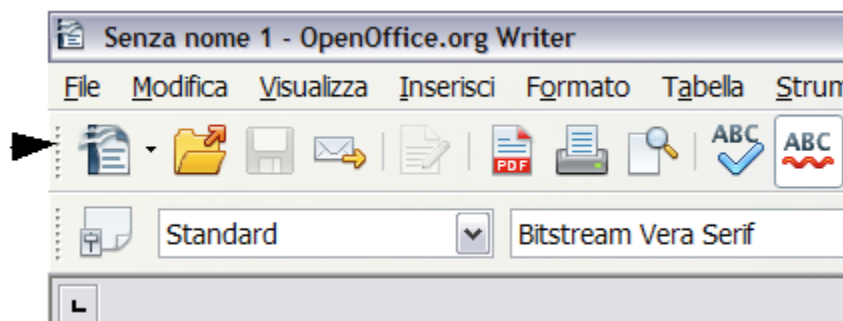 Senza nome 1 - OpenOffice.org Writer
File Modifica Visualizza Inserisci Formato Tabella Strum
PDF ABC ABC
Standard Bitstream Vera Serif